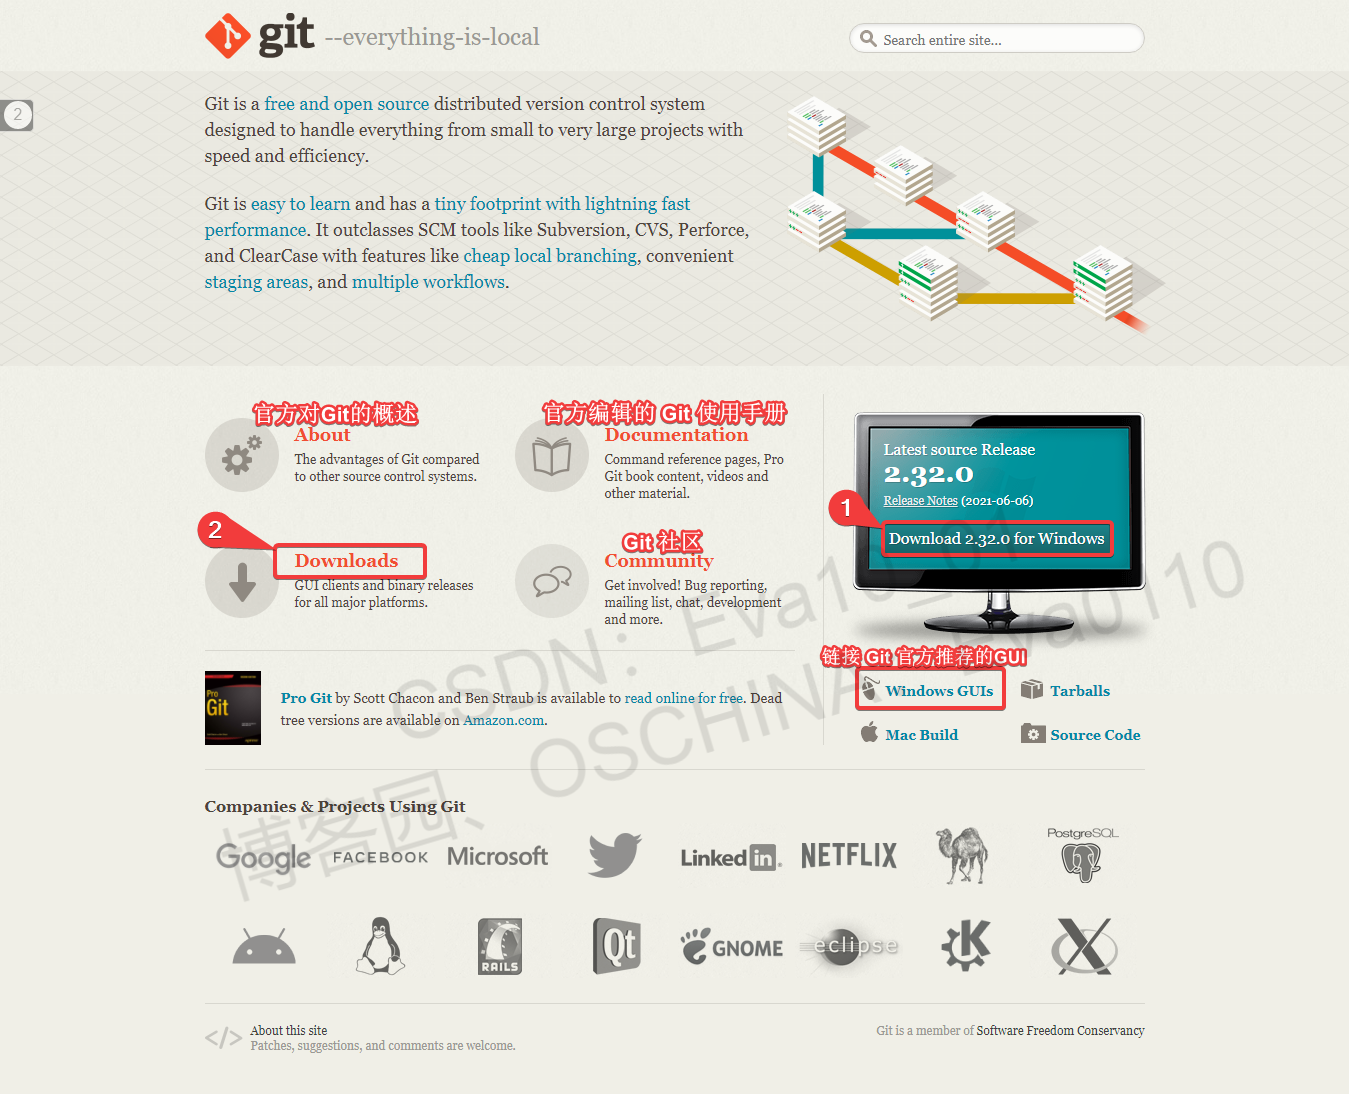 git --everything-is-local
Search entire site...
2
Git is a free and open source distributed version control system
designed to handle everything from small to very large projects with
speed and efficiency.
Git is easy to learn and has a tiny footprint with lightning fast
performance. It outclasses SCM tools like Subversion, CVS, Perforce,
and ClearCase with features like cheap local branching, convenient
staging areas, and multiple workflows.
官方对Git的概述
About
The advantages of Git compared
to other source control systems.
官方编辑的 Git 使用手册
Documentation
Command reference pages, Pro
Git book content, videos and
other material.
2
Downloads
GUI clients and binary releases
for all major platforms.
Git 社区
Community
Get involved! Bug reporting,
mailing list, chat, development
and more.
Latest source Release
2.32.0
Release Notes (2021-06-06)
1
Download 2.32.0 for Windows
链接 Git 官方推荐的GUI
Windows GUIs
Tarballs
Mac Build
Source Code
Pro
Git
Pro Git by Scott Chacon and Ben Straub is available to read online for free. Dead
tree versions are available on Amazon.com.
CSDN：Eva10_01
博客园、OSCHINA：Eva0110
Companies & Projects Using Git
Google
FACEBOOK
Microsoft
Linked in
NETFLIX
PostgreSQL
RAILS
Qt
GNOME
eclipse
K
X
</> About this site
Patches, suggestions, and comments are welcome.
Git is a member of Software Freedom Conservancy